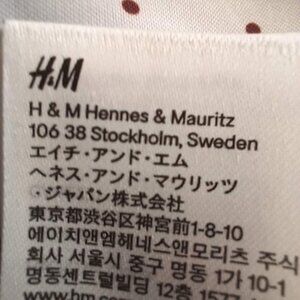 H&M
H & M Hennes & Mauritz
106 38 Stockholm, Sweden
エイチ・アンド・エム
ヘネス・アンド・マウリッツ
・ジャパン株式会社
東京都渋谷区神宮前1-8-10
에이치앤엠헤네스앤모리츠 주식
회사 서울시 중구 명동 1가 10-1
명동센트럴빌딩 12층
www.hm.com